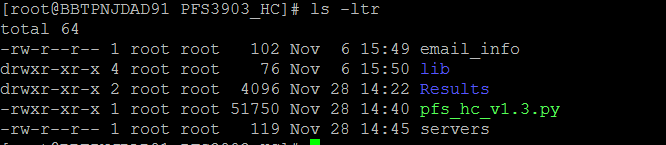 [root@BBTPNJDAD91 PFS3903_HC]# ls -ltr
total 64
-rw-r--r-- 1 root root   102 Nov  6 15:49 email_info
drwxr-xr-x 4 root root    76 Nov  6 15:50 lib
drwxr-xr-x 2 root root  4096 Nov 28 14:22 Results
-rwxr-xr-x 1 root root 51750 Nov 28 14:40 pfs_hc_v1.3.py
-rw-r--r-- 1 root root   119 Nov 28 14:45 servers
[root@BBTPNJDAD91 PFS3903_HC]#